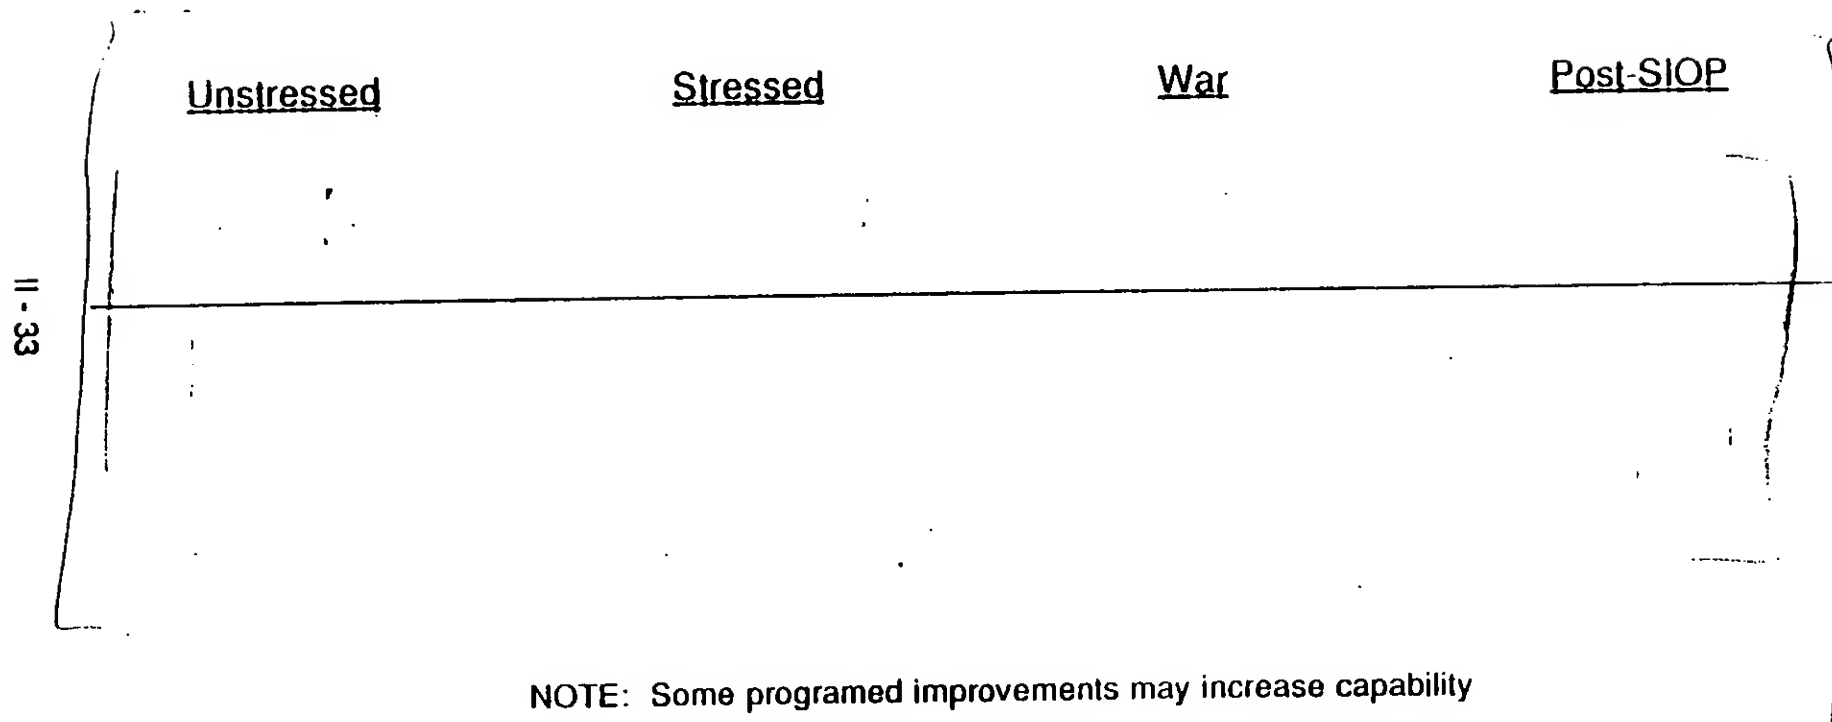 Unstressed Stressed War Post-SIOP
II - 33
NOTE: Some programed improvements may increase capability